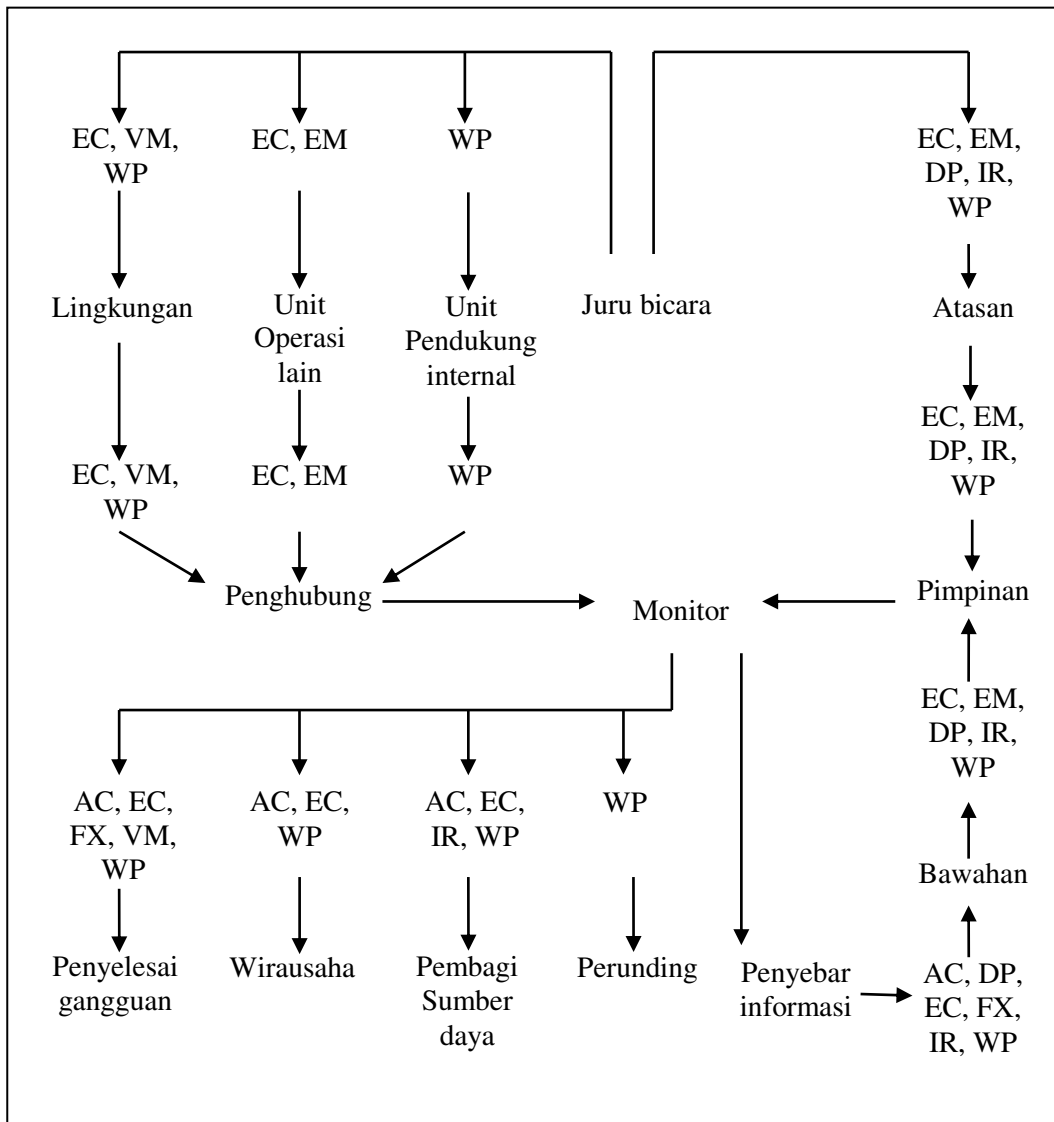 EC, VM,
WP
EC, EM
WP
EC, EM,
DP, IR,
WP
Lingkungan
Unit
Operasi
lain
Unit
Pendukung
internal
Juru bicara
Atasan
EC, VM,
WP
EC, EM
WP
EC, EM,
DP, IR,
WP
Penghubung
Monitor
Pimpinan
EC, EM,
DP, IR,
WP
AC, EC,
FX, VM,
WP
AC, EC,
WP
AC, EC,
IR, WP
WP
Bawahan
Penyelesai
gangguan
Wirausaha
Pembagi
Sumber
daya
Perunding
Penyebar
informasi
AC, DP,
EC, FX,
IR, WP